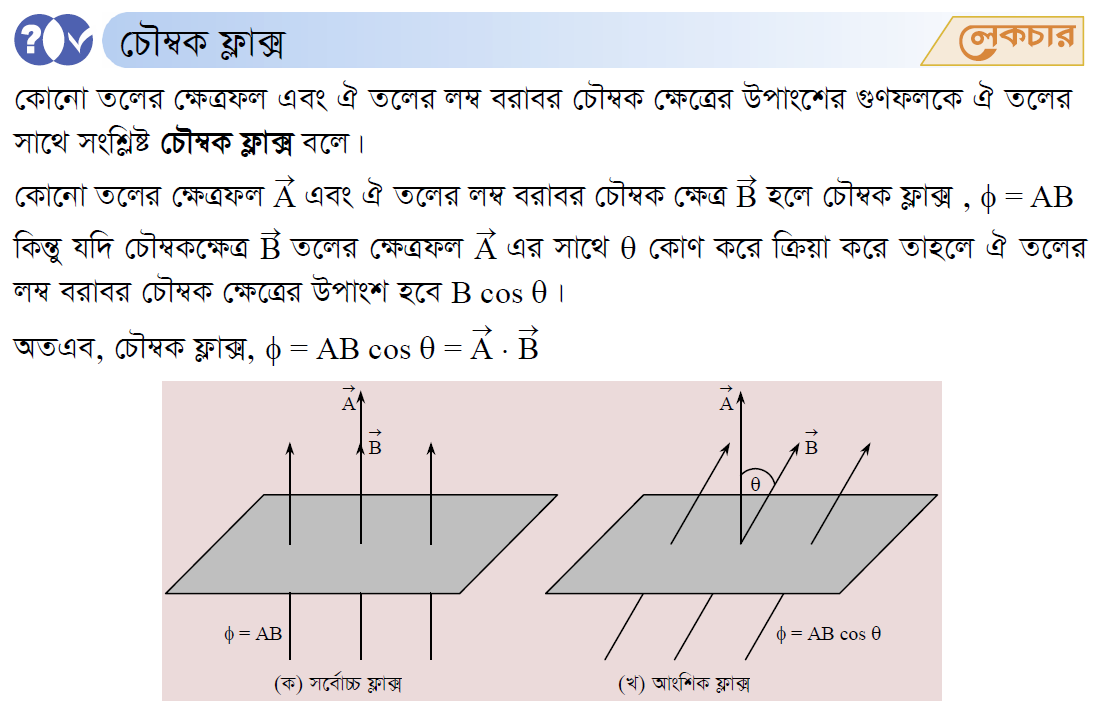 ?
চৌম্বক ফ্লাক্স
লেকচার
কোনো তলের ক্ষেত্রফল এবং ঐ তলের লম্ব বরাবর চৌম্বক ক্ষেত্রের উপাংশের গুণফলকে ঐ তলের
সাথে সংশ্লিষ্ট চৌম্বক ফ্লাক্স বলে।
কোনো তলের ক্ষেত্রফল A⃗ এবং ঐ তলের লম্ব বরাবর চৌম্বক ক্ষেত্র B⃗ হলে চৌম্বক ফ্লাক্স , ϕ = AB
কিন্তু যদি চৌম্বকক্ষেত্র B⃗ তলের ক্ষেত্রফল A⃗ এর সাথে θ কোণ করে ক্রিয়া করে তাহলে ঐ তলের
লম্ব বরাবর চৌম্বক ক্ষেত্রের উপাংশ হবে B cos θ ।
অতএব, চৌম্বক ফ্লাক্স, ϕ = AB cos θ = A⃗ · B⃗
A⃗
B⃗
ϕ = AB
(ক) সর্বোচ্চ ফ্লাক্স
A⃗
B⃗
θ
ϕ = AB cos θ
(খ) আংশিক ফ্লাক্স